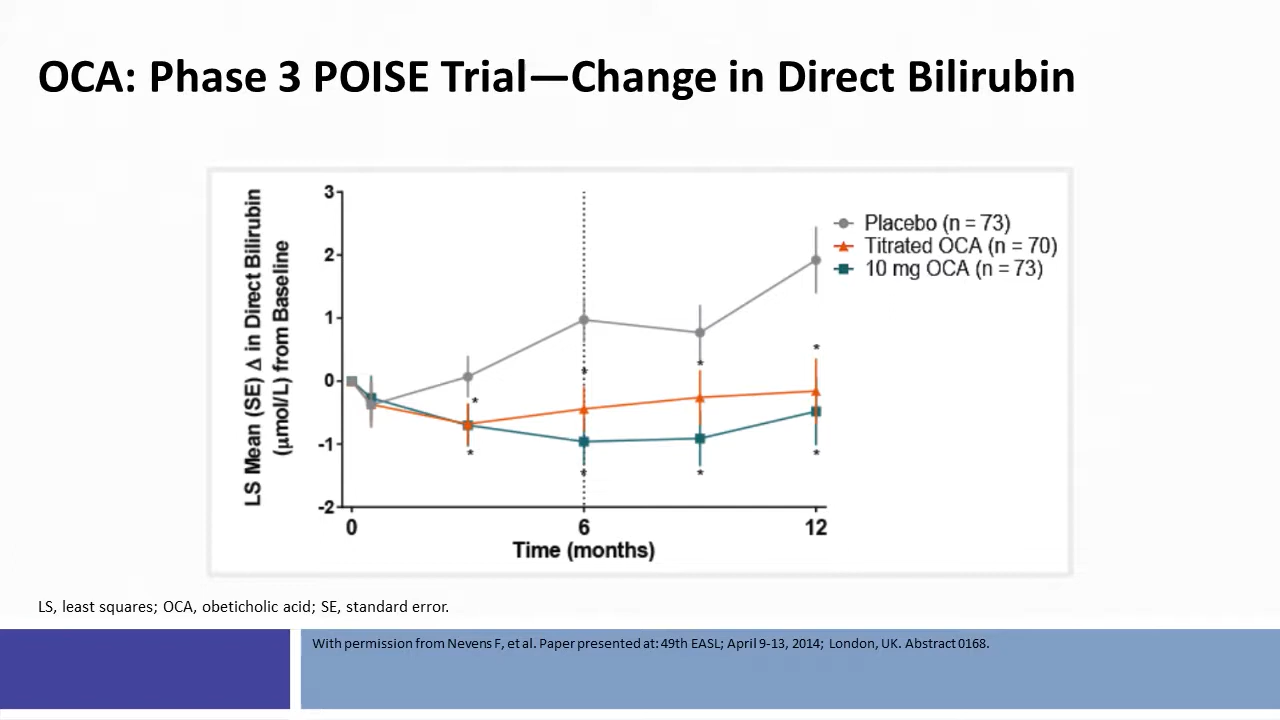 OCA: Phase 3 POISE Trial—Change in Direct Bilirubin
LS Mean (SE) Δ in Direct Bilirubin
(µmol/L) from Baseline
3
2
1
0
-1
-2
* * * *
* * * *
0 6 12
Time (months)
Placebo (n = 73)
Titrated OCA (n = 70)
10 mg OCA (n = 73)
LS, least squares; OCA, obeticholic acid; SE, standard error.
With permission from Nevens F, et al. Paper presented at: 49th EASL; April 9-13, 2014; London, UK. Abstract 0168.